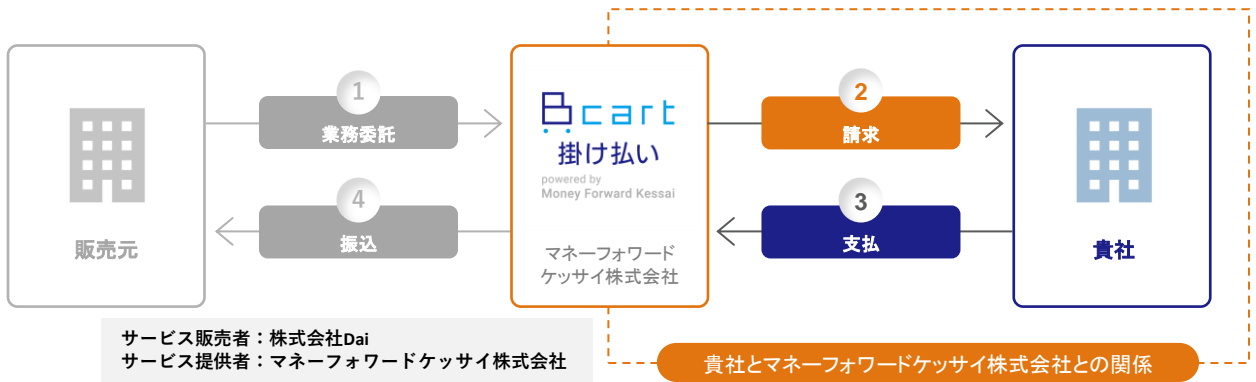 販売元
1
業務委託
4
振込
Bcart
掛け払い
powered by
Money Forward Kessai
マネーフォワード
ケッサイ株式会社
2
請求
3
支払
貴社
サービス販売者：株式会社Dai
サービス提供者：マネーフォワードケッサイ株式会社
貴社とマネーフォワードケッサイ株式会社との関係